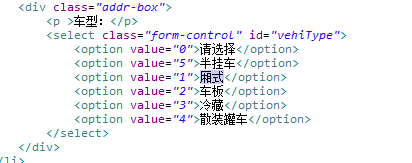 <div class="addr-box">
<p >车型：</p>
<select class="form-control" id="vehiType">
<option value="0">请选择</option>
<option value="5">半挂车</option>
<option value="1">厢式</option>
<option value="2">车板</option>
<option value="3">冷藏</option>
<option value="4">散装罐车</option>
</select>
</div>
</li>